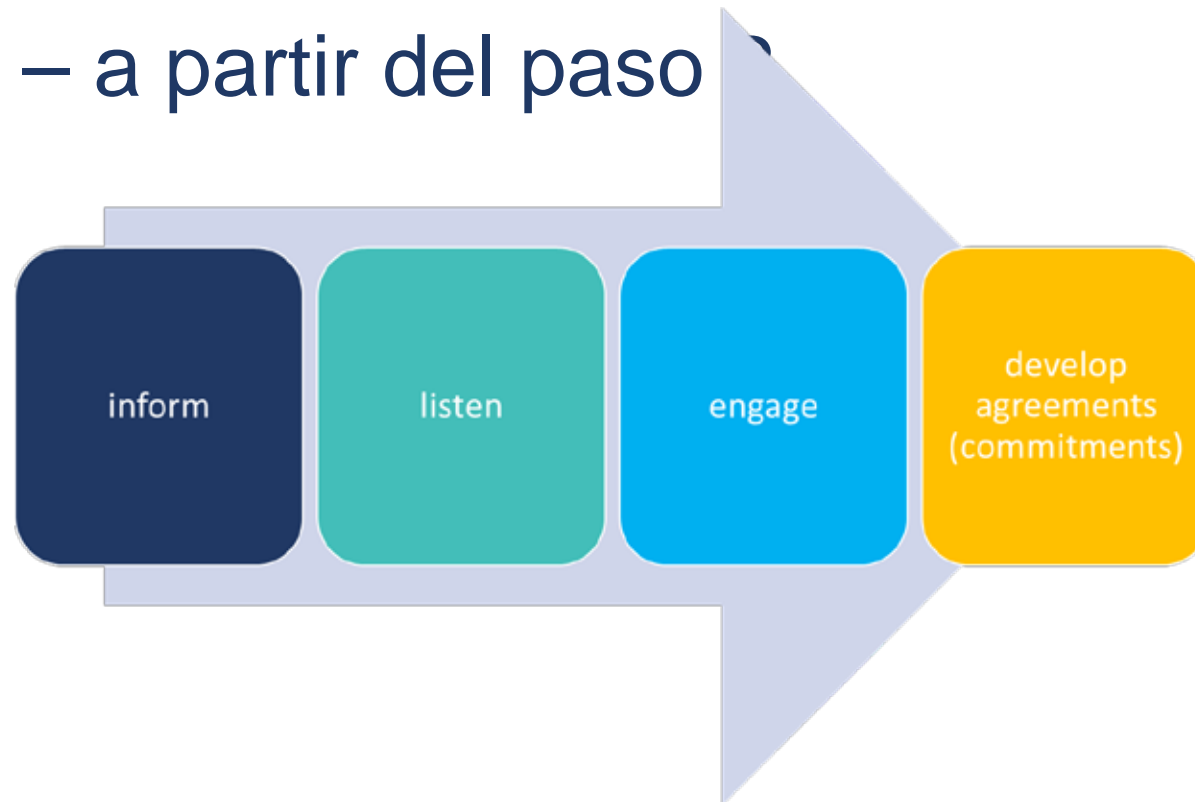 – a partir del paso
inform
listen
engage
develop
agreements
(commitments)